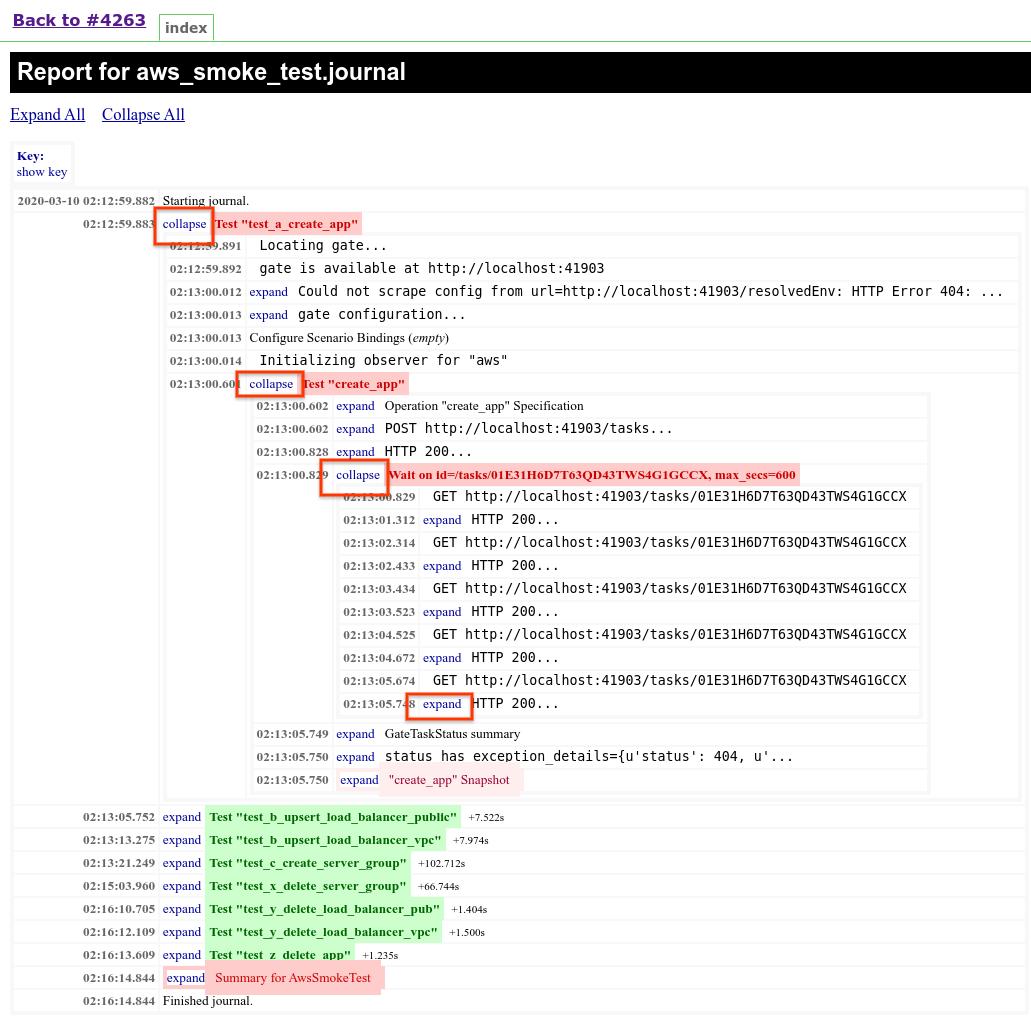 Back to #4263 index
Report for aws_smoke_test.journal
Expand All Collapse All
Key:
show key
2020-03-10 02:12:59.882 Starting journal.
02:12:59.883 collapse Test "test_a_create_app"
02:12:59.891 Locating gate...
02:12:59.892 gate is available at http://localhost:41903
02:13:00.012 expand Could not scrape config from url=http://localhost:41903/resolvedEnv: HTTP Error 404: ...
02:13:00.013 expand gate configuration...
02:13:00.013 Configure Scenario Bindings (empty)
02:13:00.014 Initializing observer for "aws"
02:13:00.601 collapse Test "create_app"
02:13:00.602 expand Operation "create_app" Specification
02:13:00.602 expand POST http://localhost:41903/tasks...
02:13:00.828 expand HTTP 200...
02:13:00.829 collapse Wait on id=/tasks/01E31H6D7T63QD43TWS4G1GCCX, max_secs=600
02:13:00.829 GET http://localhost:41903/tasks/01E31H6D7T63QD43TWS4G1GCCX
02:13:01.312 expand HTTP 200...
02:13:02.314 GET http://localhost:41903/tasks/01E31H6D7T63QD43TWS4G1GCCX
02:13:02.433 expand HTTP 200...
02:13:03.434 GET http://localhost:41903/tasks/01E31H6D7T63QD43TWS4G1GCCX
02:13:03.523 expand HTTP 200...
02:13:04.525 GET http://localhost:41903/tasks/01E31H6D7T63QD43TWS4G1GCCX
02:13:04.672 expand HTTP 200...
02:13:05.674 GET http://localhost:41903/tasks/01E31H6D7T63QD43TWS4G1GCCX
02:13:05.748 expand HTTP 200...
02:13:05.749 expand GateTaskStatus summary
02:13:05.750 expand status has exception_details={u'status': 404, u'...
02:13:05.750 expand "create_app" Snapshot
02:13:05.752 expand Test "test_b_upsert_load_balancer_public" +7.522s
02:13:13.275 expand Test "test_b_upsert_load_balancer_vpc" +7.974s
02:13:21.249 expand Test "test_c_create_server_group" +102.712s
02:15:03.960 expand Test "test_x_delete_server_group" +66.744s
02:16:10.705 expand Test "test_y_delete_load_balancer_pub" +1.404s
02:16:12.109 expand Test "test_y_delete_load_balancer_vpc" +1.500s
02:16:13.609 expand Test "test_z_delete_app" +1.235s
02:16:14.844 expand Summary for AwsSmokeTest
02:16:14.844 Finished journal.